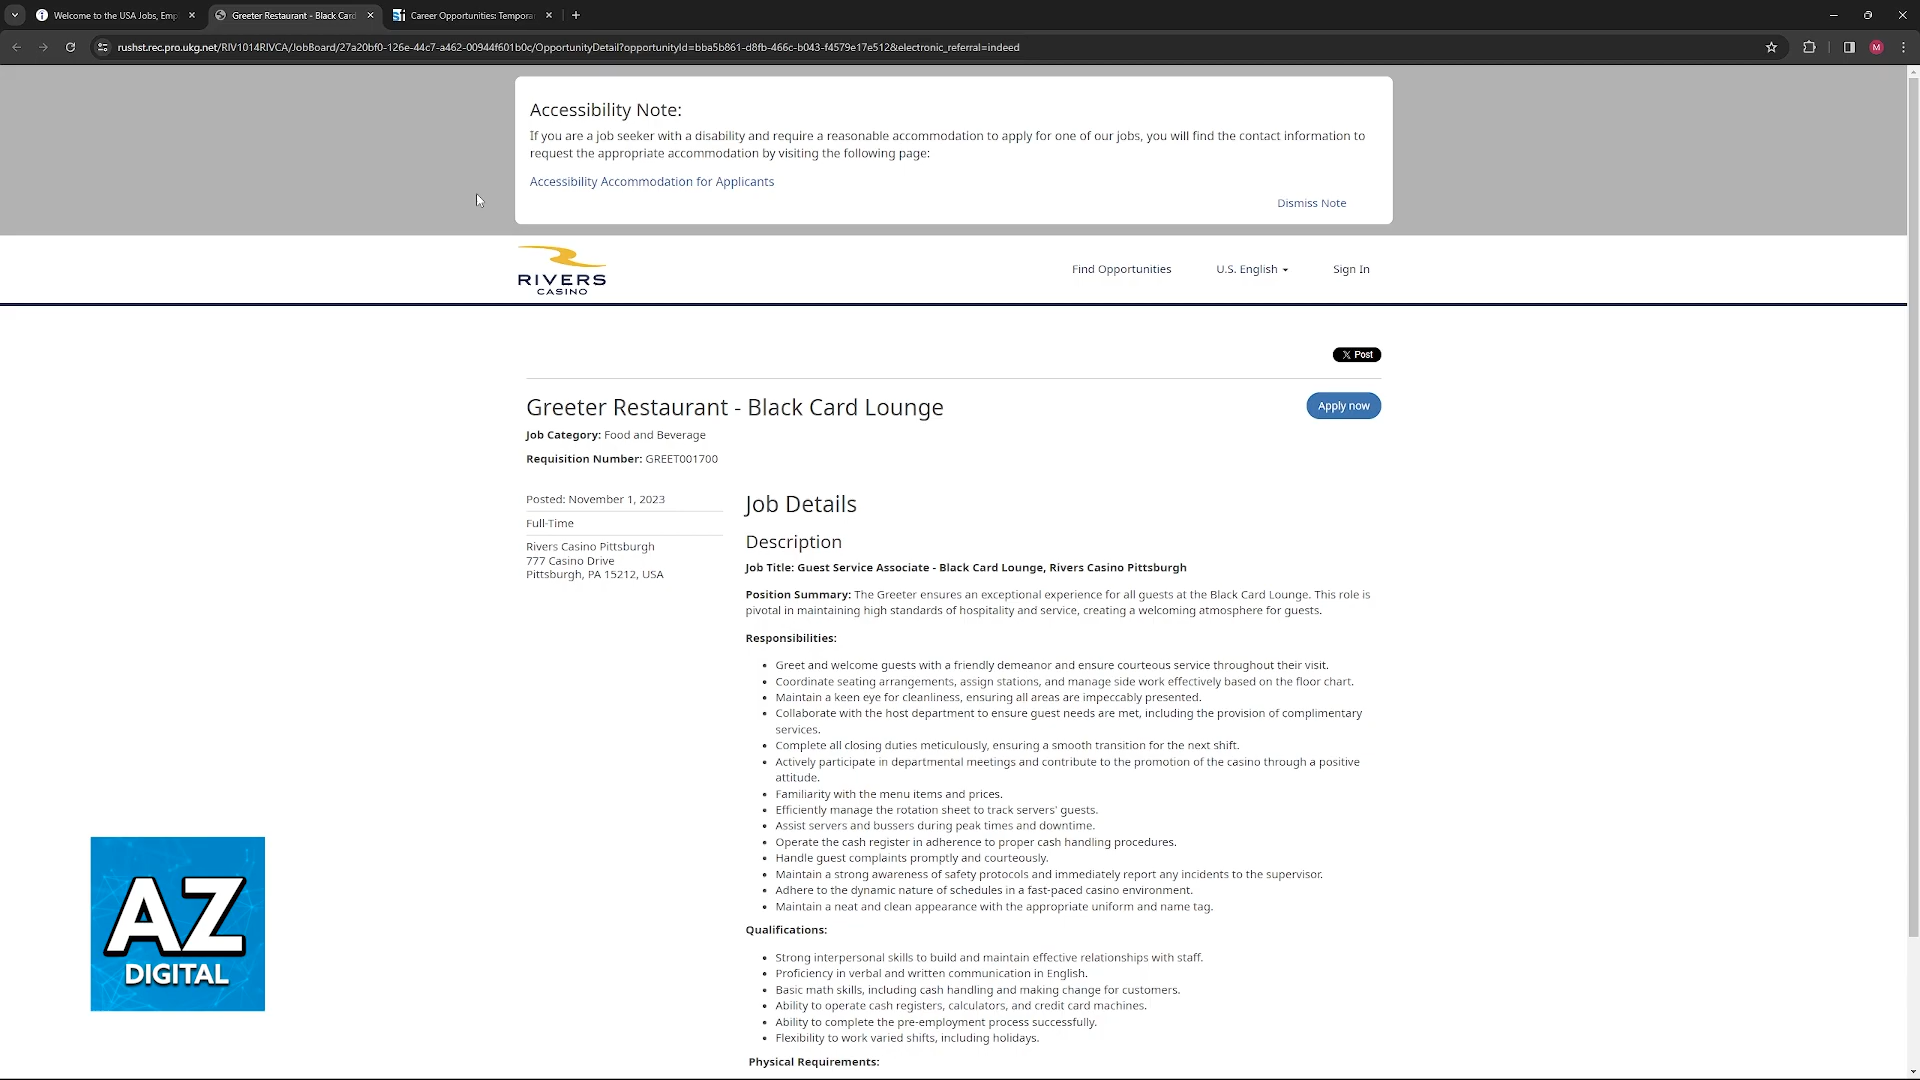 Welcome to the USA Jobs, Emp
Greeter Restaurant - Black Card
Career Opportunities: Tempora
rushst.rec.pro.ukg.net/RIV1014RIVCA/JobBoard/27a20bf0-126e-44c7-a462-00944f601b0c/OpportunityDetail?opportunityId=bba5b861-d8fb-466c-b043-f4579e17e512&electronic_referral=indeed
M
Accessibility Note:
If you are a job seeker with a disability and require a reasonable accommodation to apply for one of our jobs, you will find the contact information to
request the appropriate accommodation by visiting the following page:
Accessibility Accommodation for Applicants
Dismiss Note
RIVERS
CASINO
Find Opportunities
U.S. English
Sign In
X Post
Greeter Restaurant - Black Card Lounge
Apply now
Job Category: Food and Beverage
Requisition Number: GREET001700
Posted: November 1, 2023
Full-Time
Rivers Casino Pittsburgh
777 Casino Drive
Pittsburgh, PA 15212, USA
Job Details
Description
Job Title: Guest Service Associate - Black Card Lounge, Rivers Casino Pittsburgh
Position Summary: The Greeter ensures an exceptional experience for all guests at the Black Card Lounge. This role is
pivotal in maintaining high standards of hospitality and service, creating a welcoming atmosphere for guests.
Responsibilities:
• Greet and welcome guests with a friendly demeanor and ensure courteous service throughout their visit.
• Coordinate seating arrangements, assign stations, and manage side work effectively based on the floor chart.
• Maintain a keen eye for cleanliness, ensuring all areas are impeccably presented.
• Collaborate with the host department to ensure guest needs are met, including the provision of complimentary
services.
• Complete all closing duties meticulously, ensuring a smooth transition for the next shift.
• Actively participate in departmental meetings and contribute to the promotion of the casino through a positive
attitude.
• Familiarity with the menu items and prices.
• Efficiently manage the rotation sheet to track servers' guests.
• Assist servers and bussers during peak times and downtime.
• Operate the cash register in adherence to proper cash handling procedures.
• Handle guest complaints promptly and courteously.
• Maintain a strong awareness of safety protocols and immediately report any incidents to the supervisor.
• Adhere to the dynamic nature of schedules in a fast-paced casino environment.
• Maintain a neat and clean appearance with the appropriate uniform and name tag.
Qualifications:
• Strong interpersonal skills to build and maintain effective relationships with staff.
• Proficiency in verbal and written communication in English.
• Basic math skills, including cash handling and making change for customers.
• Ability to operate cash registers, calculators, and credit card machines.
• Ability to complete the pre-employment process successfully.
• Flexibility to work varied shifts, including holidays.
Physical Requirements:
AZ
DIGITAL